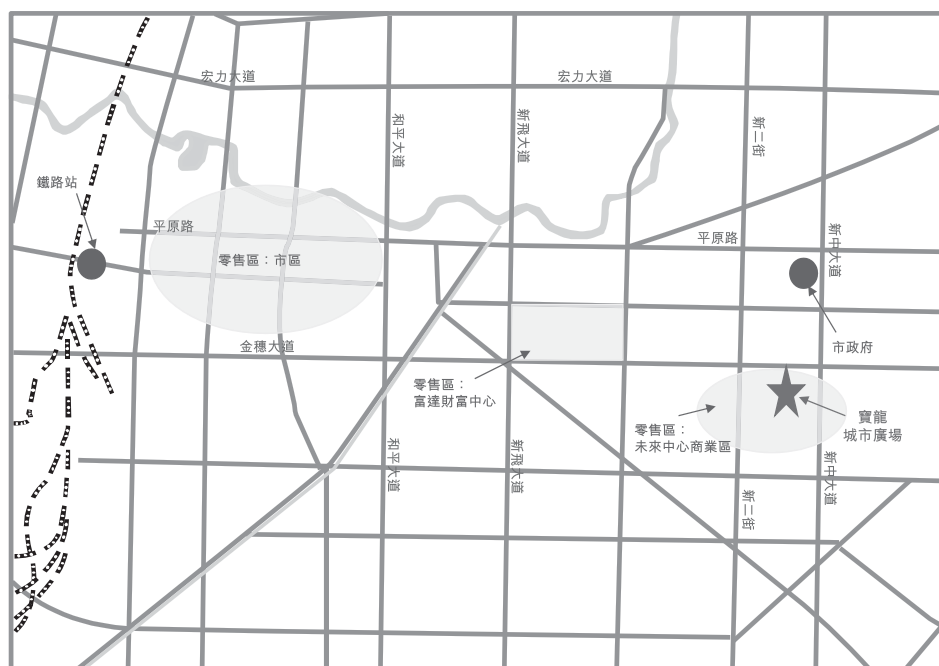 宏力大道
宏力大道
和平大道
新飛大道
新二街
鐵路站
平原路
平原路
新中大道
零售區：市區
金穗大道
市政府
零售區：
富達財富中心
寶龍
城市廣場
零售區：
未來中心商業區
和平大道
新飛大道
新中大道
新二街